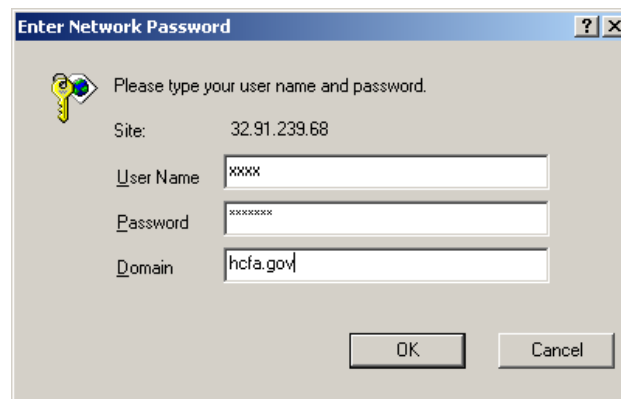 Enter Network Password
Please type your user name and password.
Site: 32.91.239.68
User Name xxxx
Password xxxxxxx
Domain hcfa.gov
OK Cancel